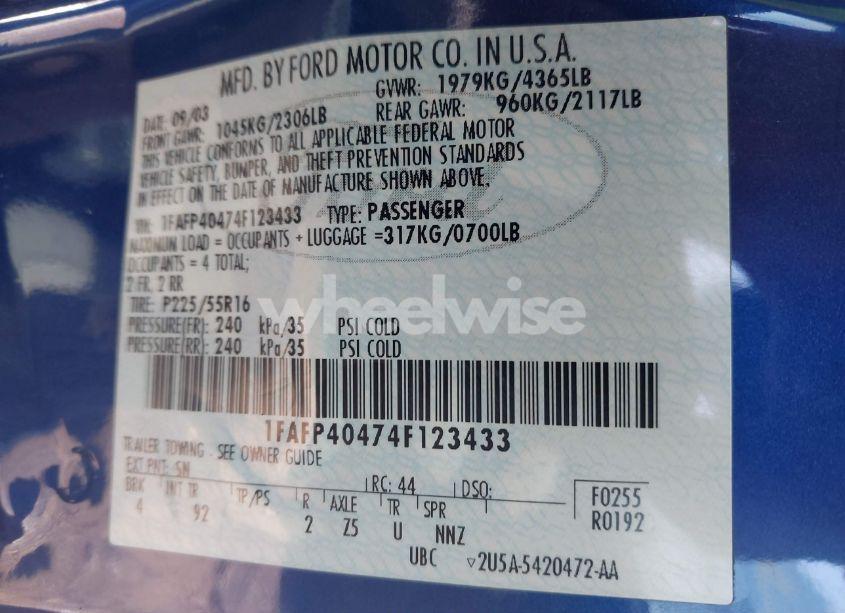 MFD. BY FORD MOTOR CO. IN U.S.A.
DATE: 09/03 GVWR: 1979KG/4365LB
FRONT GAWR: 1045KG/2306LB REAR GAWR: 960KG/2117LB
THIS VEHICLE CONFORMS TO ALL APPLICABLE FEDERAL MOTOR
VEHICLE SAFETY, BUMPER, AND THEFT PREVENTION STANDARDS
IN EFFECT ON THE DATE OF MANUFACTURE SHOWN ABOVE.
VIN: 1FAFP40474F123433 TYPE: PASSENGER
MAXIMUM LOAD = OCCUPANTS + LUGGAGE =317KG/0700LB
OCCUPANTS = 4 TOTAL;
2 FR, 2 RR
TIRE: P225/55R16
PRESSURE(FR): 240 kPa/35 PSI COLD
PRESSURE(RR): 240 kPa/35 PSI COLD
wheelwise
1FAFP40474F123433
TRAILER TOWING - SEE OWNER GUIDE
EXT PNT: SN RC: 44 DSO:
BRK INT TR TP/PS R AXLE TR SPR
4 92 2 Z5 U NNZ
F0255
R0192
UBC ▽2U5A-5420472-AA